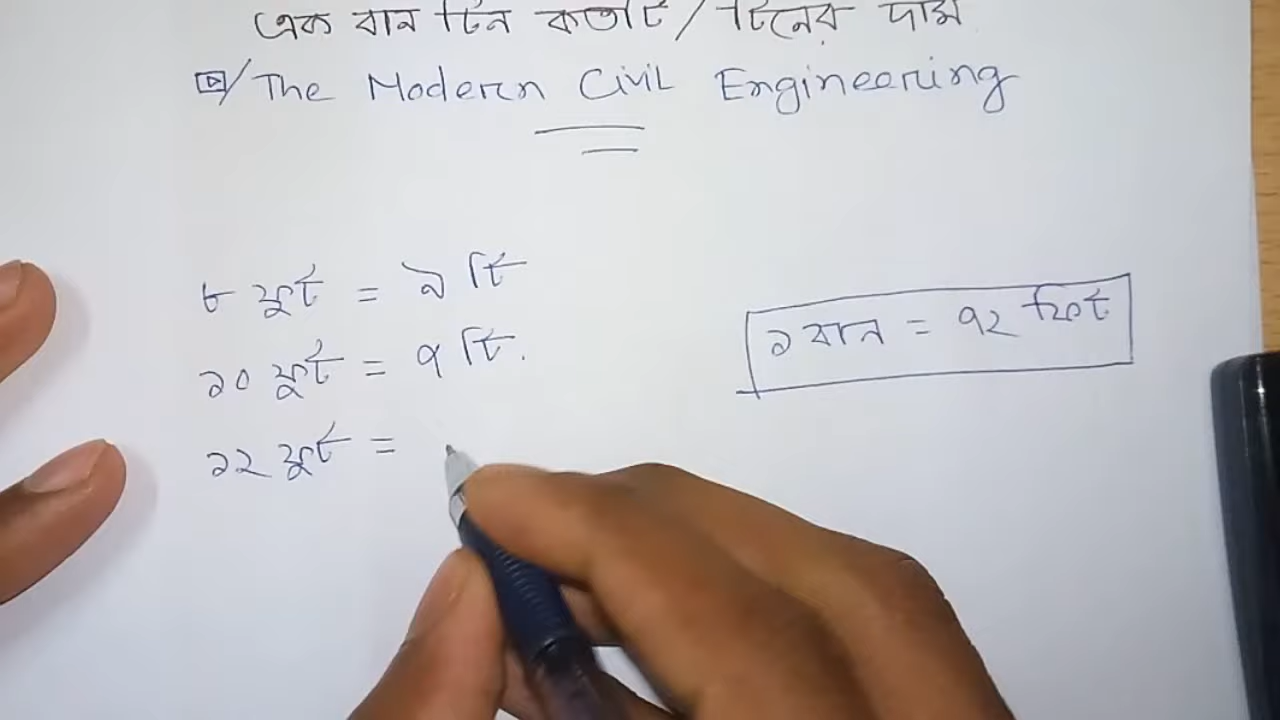 এক বান টিন কতটি/টিনের দাম
/The Modern Civil Engineering
৮ ফুট = ৯ টি
১০ ফুট = ৭ টি.
১২ ফুট =
১ বান = ৭২ ফিট